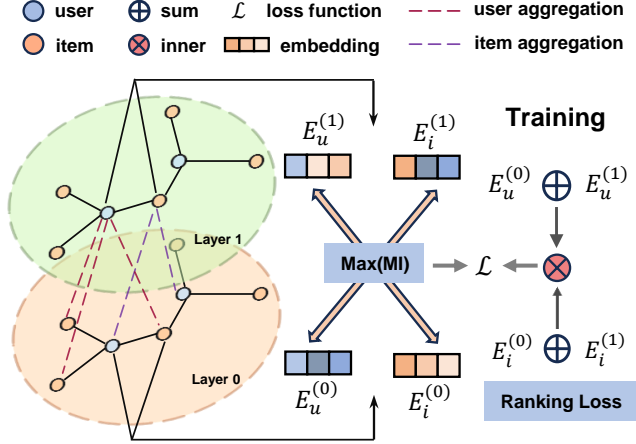 user sum ℒ loss function user aggregation
item inner embedding item aggregation
E_u^(1) E_i^(1) Training
E_u^(0) E_u^(1)
Layer 1
Max(MI) ℒ
E_i^(0) E_i^(1)
Layer 0
E_u^(0) E_i^(0) Ranking Loss